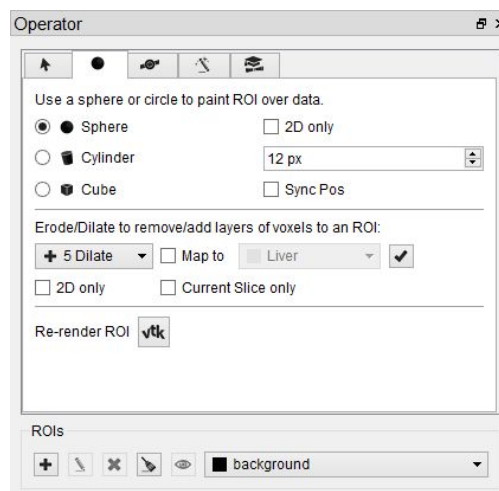 Operator
Use a sphere or circle to paint ROI over data.
Sphere
2D only
Cylinder
12 px
Cube
Sync Pos
Erode/Dilate to remove/add layers of voxels to an ROI:
5 Dilate
Map to
Liver
2D only
Current Slice only
Re-render ROI
vtk
ROIs
background